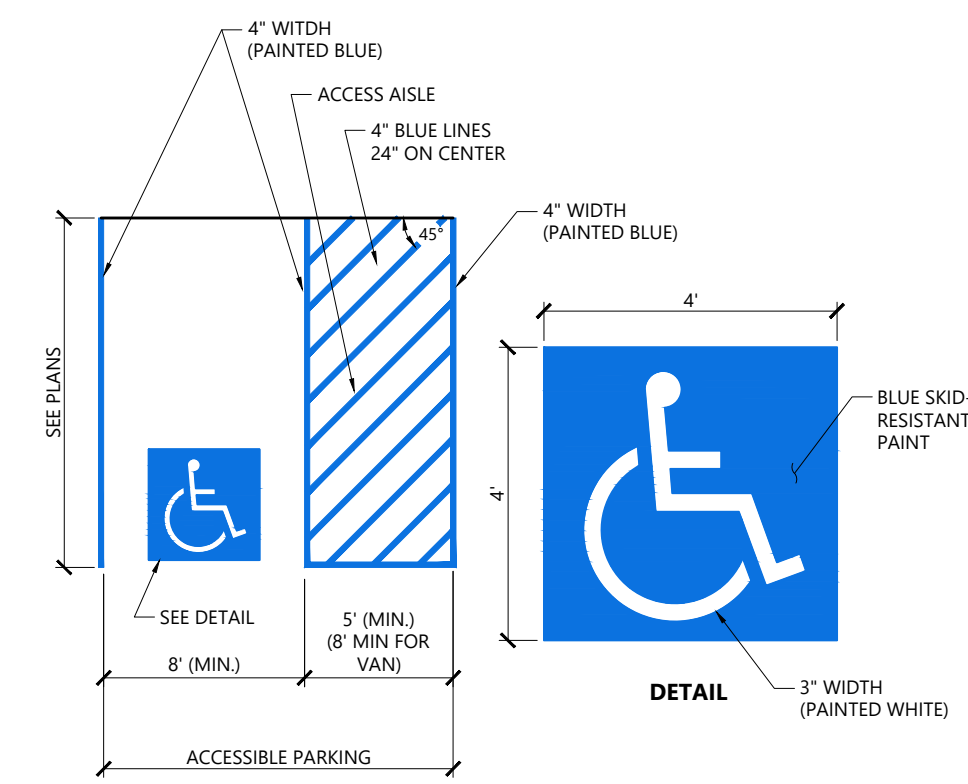 4" WITDH
(PAINTED BLUE)
ACCESS AISLE
4" BLUE LINES
24" ON CENTER
45°
4" WIDTH
(PAINTED BLUE)
SEE PLANS
4'
4'
BLUE SKID-
RESISTANT
PAINT
SEE DETAIL
8' (MIN.)
5' (MIN.)
(8' MIN FOR
VAN)
ACCESSIBLE PARKING
DETAIL
3" WIDTH
(PAINTED WHITE)